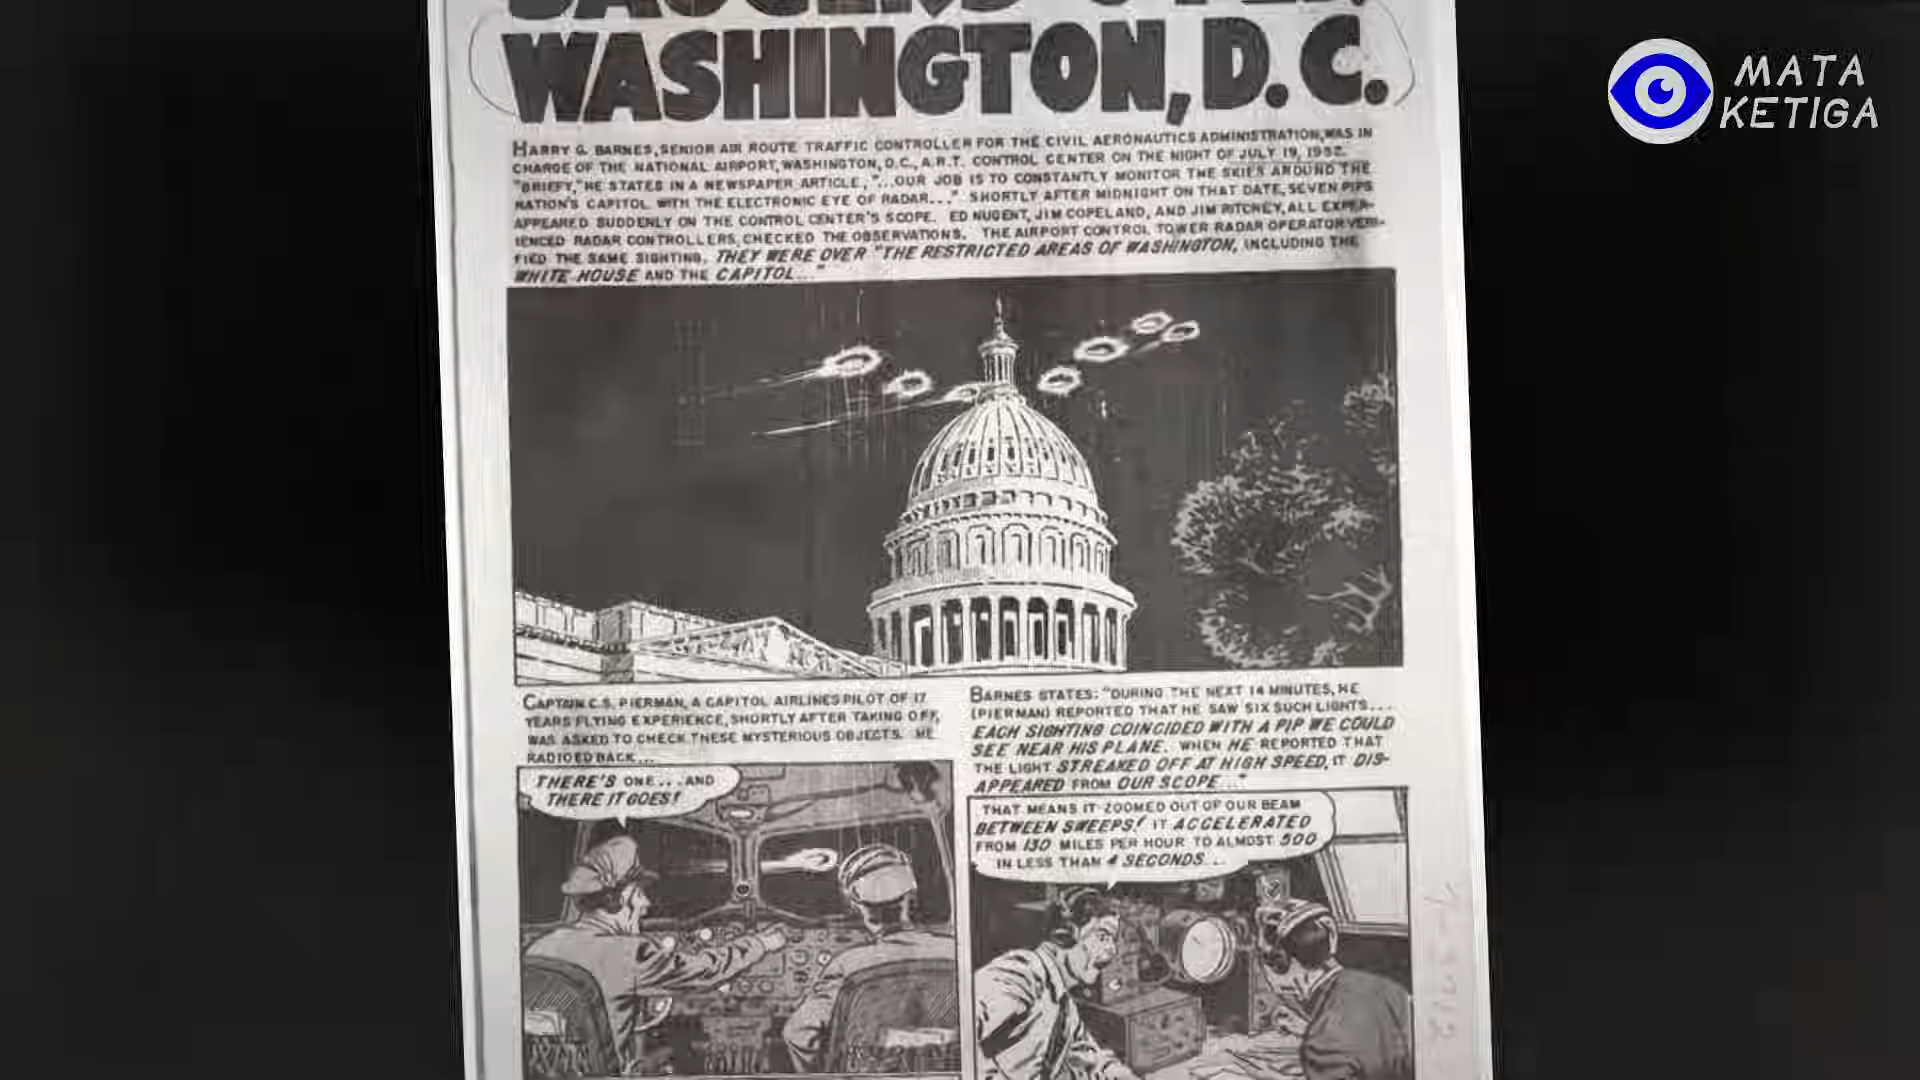 WASHINGTON, D.C.
MATA
KETIGA
HARRY G. BARNES, SENIOR AIR ROUTE TRAFFIC CONTROLLER FOR THE CIVIL AERONAUTICS ADMINISTRATION, WAS IN
CHARGE OF THE NATIONAL AIRPORT, WASHINGTON, D.C., A.R.T. CONTROL CENTER ON THE NIGHT OF JULY 19, 1952.
"BRIEFY," HE STATES IN A NEWSPAPER ARTICLE, "...OUR JOB IS TO CONSTANTLY MONITOR THE SKIES AROUND THE
NATION'S CAPITOL WITH THE ELECTRONIC EYE OF RADAR..." SHORTLY AFTER MIDNIGHT ON THAT DATE, SEVEN PIPS
APPEARED SUDDENLY ON THE CONTROL CENTER'S SCOPE. ED NUGENT, JIM COPELAND, AND JIM RITCHEY, ALL EXPER-
IENCED RADAR CONTROLLERS, CHECKED THE OBSERVATIONS. THE AIRPORT CONTROL TOWER RADAR OPERATOR VERI-
FIED THE SAME SIGHTING. THEY WERE OVER "THE RESTRICTED AREAS OF WASHINGTON, INCLUDING THE
WHITE HOUSE AND THE CAPITOL..."
CAPTAIN C.S. PIERMAN, A CAPITOL AIRLINES PILOT OF 17
YEARS FLYING EXPERIENCE, SHORTLY AFTER TAKING OFF,
WAS ASKED TO CHECK THESE MYSTERIOUS OBJECTS. HE
RADIOED BACK...
THERE'S ONE...AND
THERE IT GOES!
BARNES STATES: "DURING THE NEXT 14 MINUTES, HE
(PIERMAN) REPORTED THAT HE SAW SIX SUCH LIGHTS...
EACH SIGHTING COINCIDED WITH A PIP WE COULD
SEE NEAR HIS PLANE. WHEN HE REPORTED THAT
THE LIGHT STREAKED OFF AT HIGH SPEED, IT DIS-
APPEARED FROM OUR SCOPE..."
THAT MEANS IT ZOOMED OUT OF OUR BEAM
BETWEEN SWEEPS! IT ACCELERATED
FROM 130 MILES PER HOUR TO ALMOST 500
IN LESS THAN 4 SECONDS...